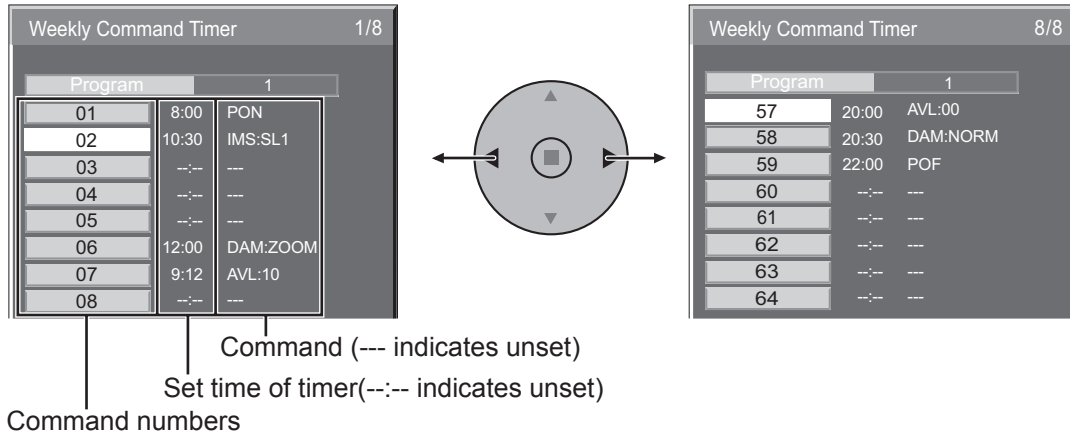 Weekly Command Timer 1/8
Program 1
01 8:00 PON
02 10:30 IMS:SL1
03 --:-- ---
04 --:-- ---
05 --:-- ---
06 12:00 DAM:ZOOM
07 9:12 AVL:10
08 --:-- ---
Command (--- indicates unset)
Set time of timer(--:-- indicates unset)
Command numbers
Weekly Command Timer 8/8
Program 1
57 20:00 AVL:00
58 20:30 DAM:NORM
59 22:00 POF
60 --:-- ---
61 --:-- ---
62 --:-- ---
63 --:-- ---
64 --:-- ---